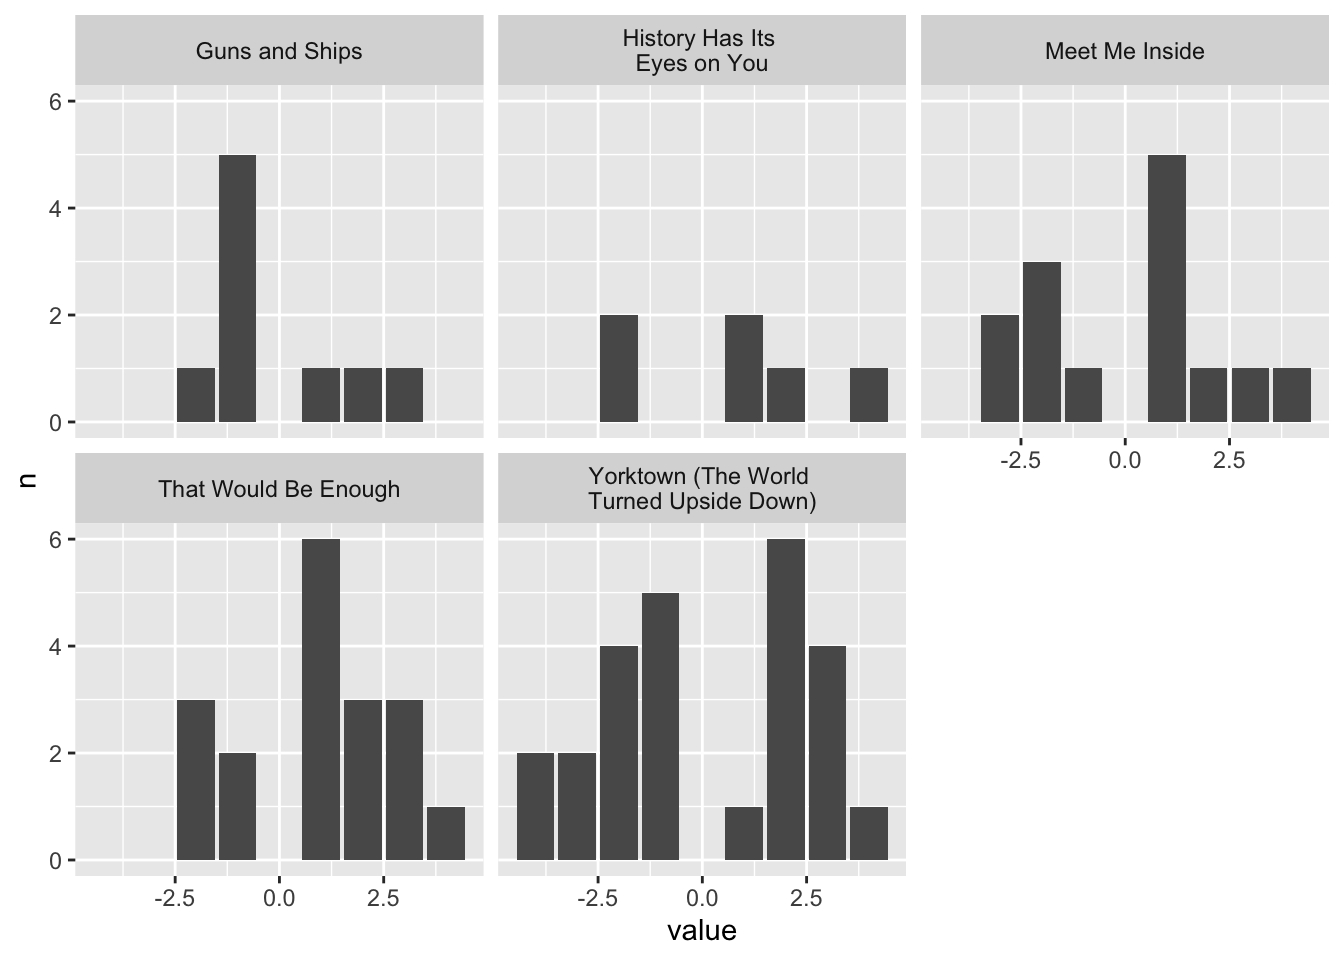 Guns and Ships
History Has Its
Eyes on You
Meet Me Inside
6
4
2
0
-2.5 0.0 2.5
n
That Would Be Enough
Yorktown (The World
Turned Upside Down)
6
4
2
0
-2.5 0.0 2.5
-2.5 0.0 2.5
value